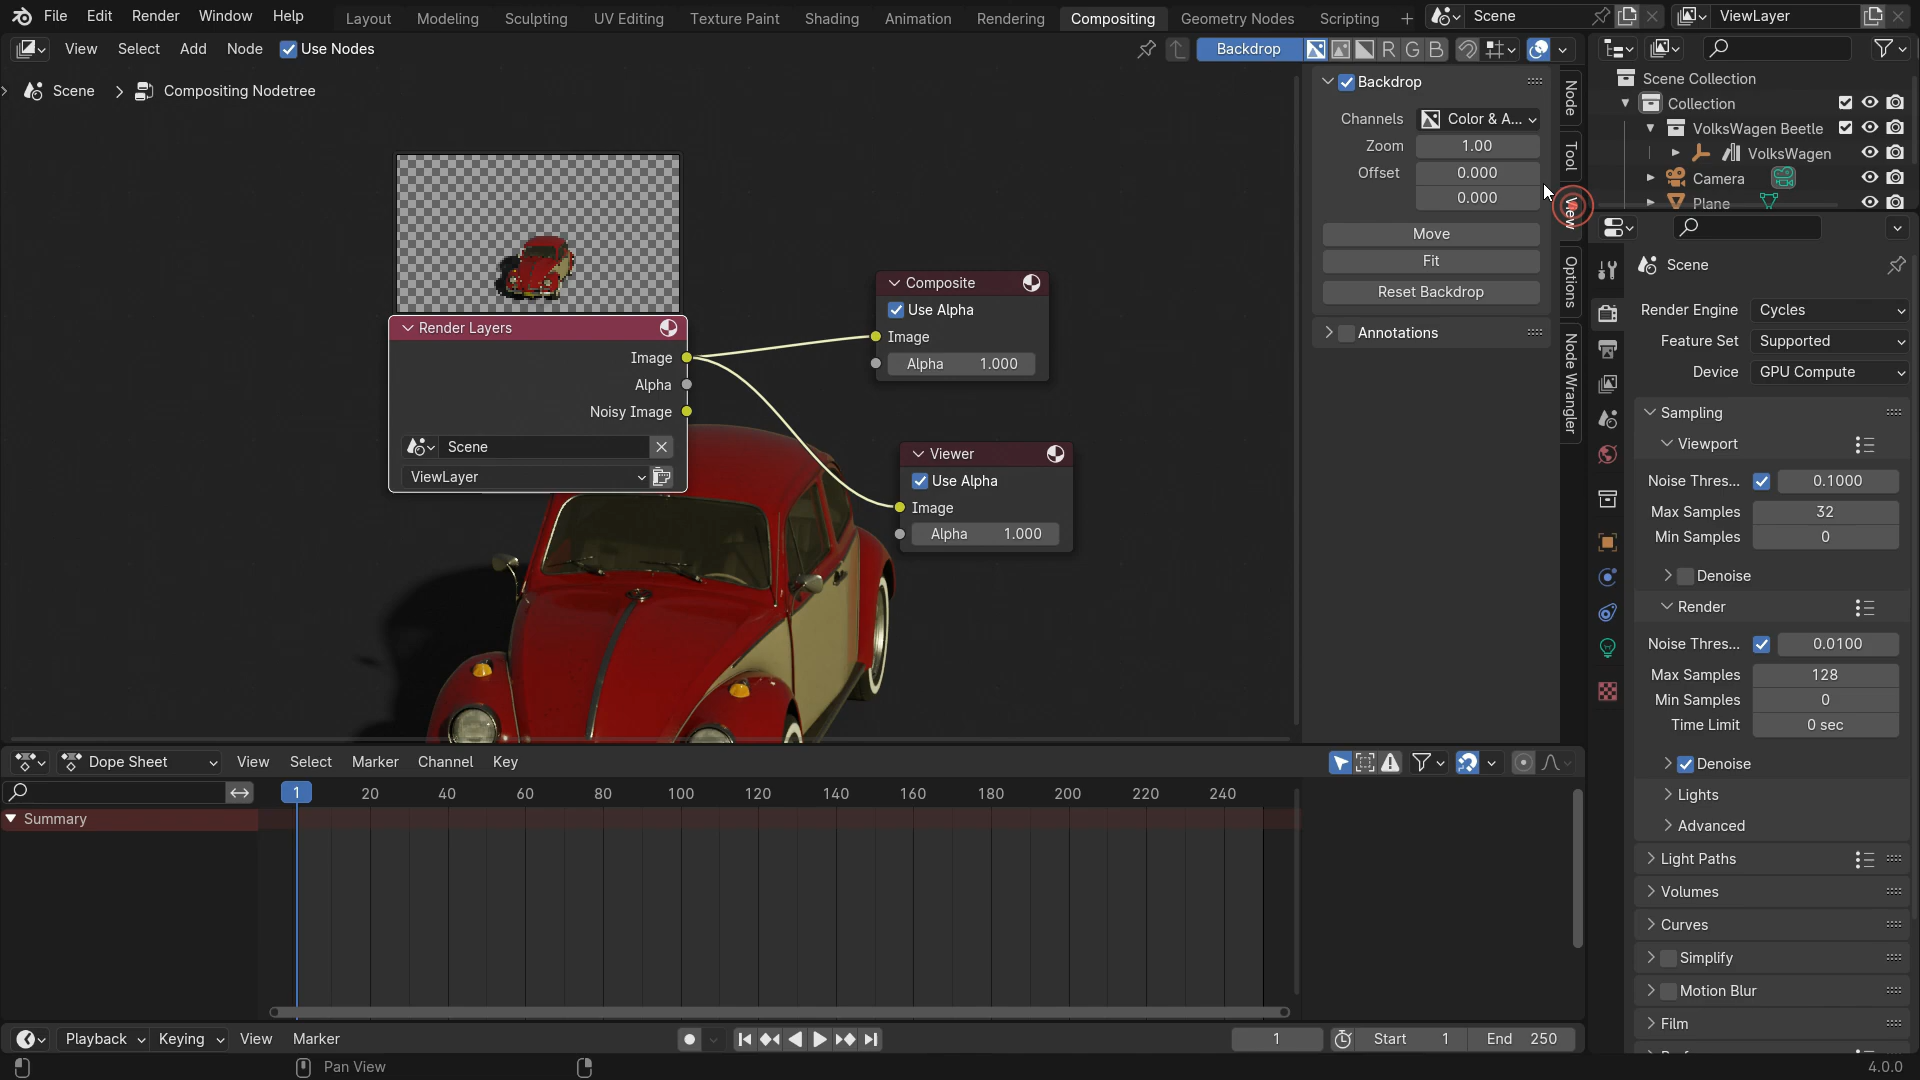 File Edit Render Window Help Layout Modeling Sculpting UV Editing Texture Paint Shading Animation Rendering Compositing Geometry Nodes Scripting + Scene ViewLayer
View Select Add Node Use Nodes Backdrop R G B
Scene > Compositing Nodetree
Backdrop
Channels Color & A...
Zoom 1.00
Offset 0.000
0.000
Move
Fit
Reset Backdrop
Annotations
Node
Tool
View
Options
Node Wrangler
Scene Collection
Collection
VolksWagen Beetle
VolksWagen
Camera
Plane
Render Layers
Image
Alpha
Noisy Image
Scene
ViewLayer
Composite
Use Alpha
Image
Alpha 1.000
Viewer
Use Alpha
Image
Alpha 1.000
Scene
Render Engine Cycles
Feature Set Supported
Device GPU Compute
Sampling
Viewport
Noise Thres... 0.1000
Max Samples 32
Min Samples 0
Denoise
Render
Noise Thres... 0.0100
Max Samples 128
Min Samples 0
Time Limit 0 sec
Denoise
Lights
Advanced
Light Paths
Volumes
Curves
Simplify
Motion Blur
Film
Dope Sheet View Select Marker Channel Key
1 20 40 60 80 100 120 140 160 180 200 220 240
Summary
Playback Keying View Marker 1 Start 1 End 250
Pan View 4.0.0